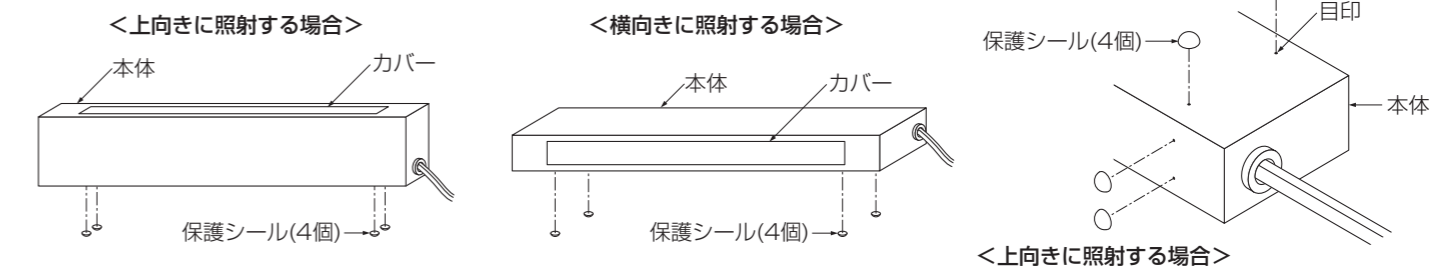 ＜上向きに照射する場合＞
本体
カバー
保護シール(4個)
＜横向きに照射する場合＞
本体
カバー
保護シール(4個)
目印
保護シール(4個)
本体
＜上向きに照射する場合＞